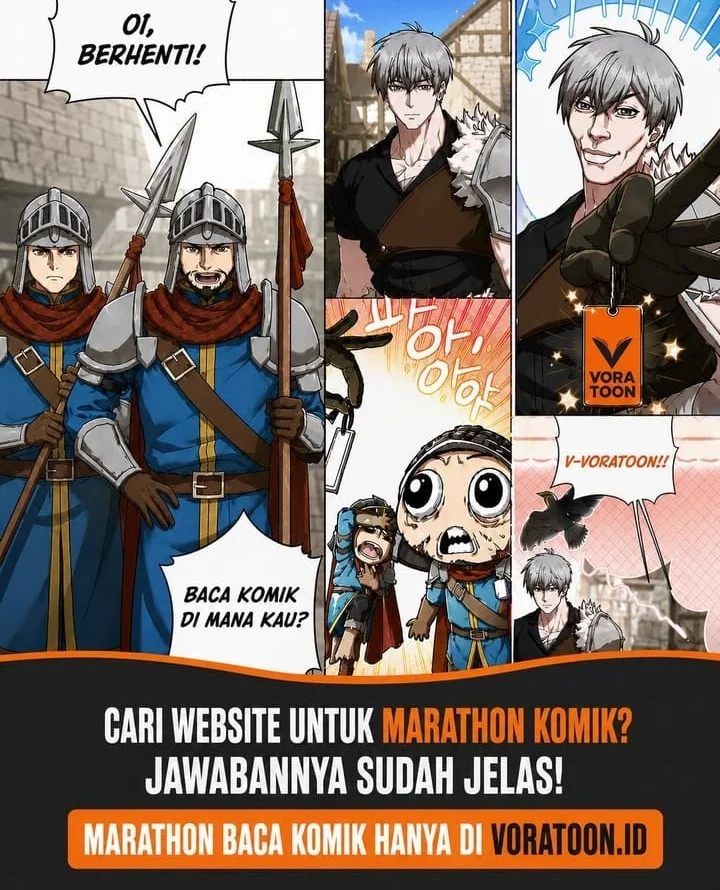 OI,
BERHENTI!
BACA KOMIK
DI MANA KAU?
파아,
아야
VORA
TOON
V-VORATOON!!
CARI WEBSITE UNTUK MARATHON KOMIK?
JAWABANNYA SUDAH JELAS!
MARATHON BACA KOMIK HANYA DI VORATOON.ID